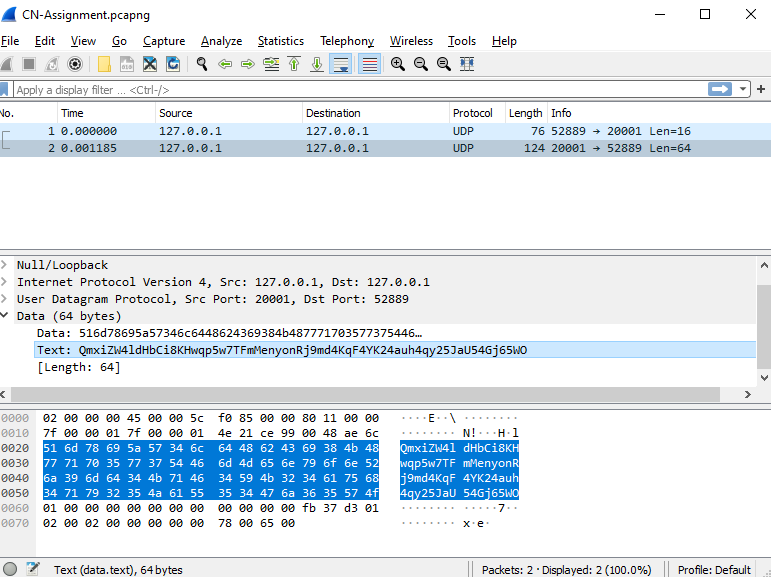 CN-Assignment.pcapng
File Edit View Go Capture Analyze Statistics Telephony Wireless Tools Help
Apply a display filter ... <Ctrl-/>
No. Time Source Destination Protocol Length Info
1 0.000000 127.0.0.1 127.0.0.1 UDP 76 52889 → 20001 Len=16
2 0.001185 127.0.0.1 127.0.0.1 UDP 124 20001 → 52889 Len=64
Null/Loopback
Internet Protocol Version 4, Src: 127.0.0.1, Dst: 127.0.0.1
User Datagram Protocol, Src Port: 20001, Dst Port: 52889
Data (64 bytes)
Data: 516d78695a57346c6448624369384b487771703577375446…
Text: QmxiZW4ldHbCi8KHwqp5w7TFmMenyonRj9md4KqF4YK24auh4qy25JaU54Gj65WO
[Length: 64]
0000 02 00 00 00 45 00 00 5c f0 85 00 00 80 11 00 00 ····E··\ ········
0010 7f 00 00 01 7f 00 00 01 4e 21 ce 99 00 48 ae 6c ········ N!···H·l
0020 51 6d 78 69 5a 57 34 6c 64 48 62 43 69 38 4b 48 QmxiZW4l dHbCi8KH
0030 77 71 70 35 77 37 54 46 6d 4d 65 6e 79 6f 6e 52 wqp5w7TF mMenyonR
0040 6a 39 6d 64 34 4b 71 46 34 59 4b 32 34 61 75 68 j9md4KqF 4YK24auh
0050 34 71 79 32 35 4a 61 55 35 34 47 6a 36 35 57 4f 4qy25JaU 54Gj65WO
0060 01 00 00 00 00 00 00 00 00 00 00 00 fb 37 d3 01 ········ ·····7··
0070 02 00 02 00 00 00 00 00 78 00 65 00 ········ x·e·
Text (data.text), 64 bytes Packets: 2 · Displayed: 2 (100.0%) Profile: Default